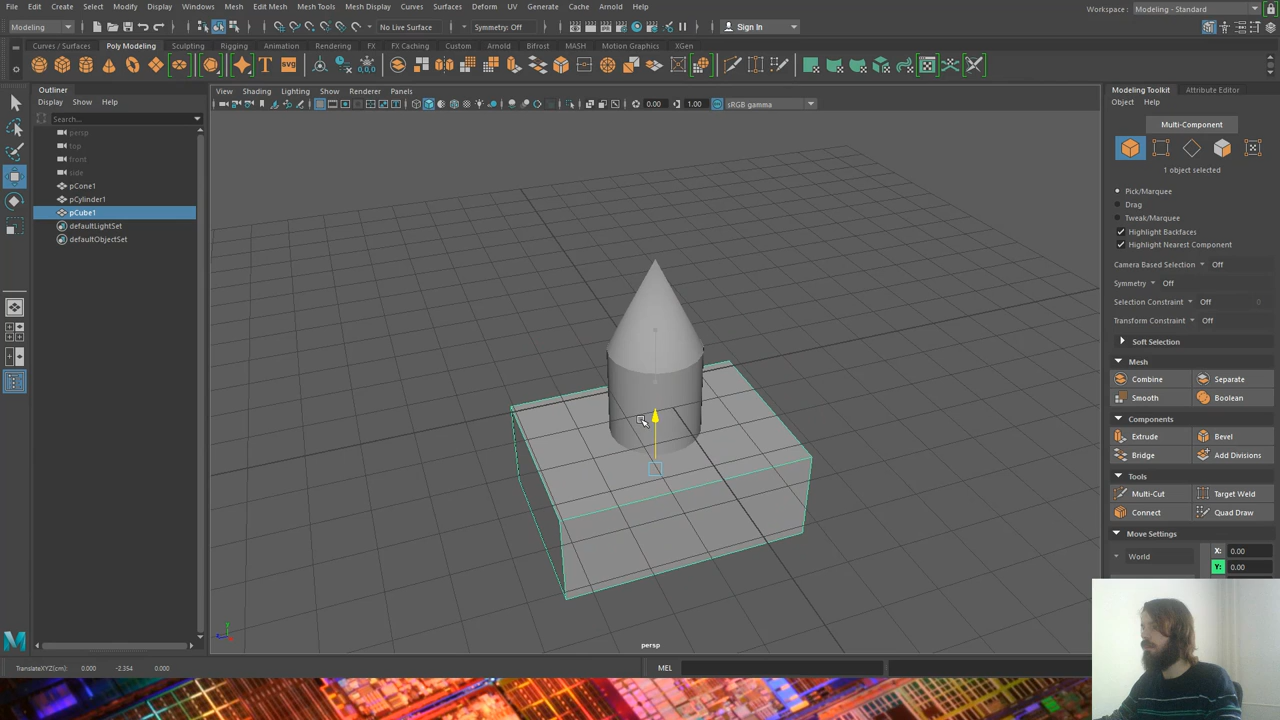 File Edit Create Select Modify Display Windows Mesh Edit Mesh Mesh Tools Mesh Display Curves Surfaces Deform UV Generate Cache Arnold Help
Workspace : Modeling - Standard
Modeling
No Live Surface
Symmetry: Off
Sign In
Curves / Surfaces Poly Modeling Sculpting Rigging Animation Rendering FX FX Caching Custom Arnold Bifrost MASH Motion Graphics XGen
SVG
Outliner
Display Show Help
Search...
persp
top
front
side
pCone1
pCylinder1
pCube1
defaultLightSet
defaultObjectSet
View Shading Lighting Show Renderer Panels
0.00
1.00
sRGB gamma
persp
Modeling Toolkit Attribute Editor
Object Help
Multi-Component
1 object selected
Pick/Marquee
Drag
Tweak/Marquee
Highlight Backfaces
Highlight Nearest Component
Camera Based Selection Off
Symmetry Off
Selection Constraint Off 0
Transform Constraint Off
Soft Selection
Mesh
Combine Separate
Smooth Boolean
Components
Extrude Bevel
Bridge Add Divisions
Tools
Multi-Cut Target Weld
Connect Quad Draw
Move Settings
World
X: 0.00
Y: 0.00
TranslateXYZ(cm): 0.000 -2.354 0.000
MEL